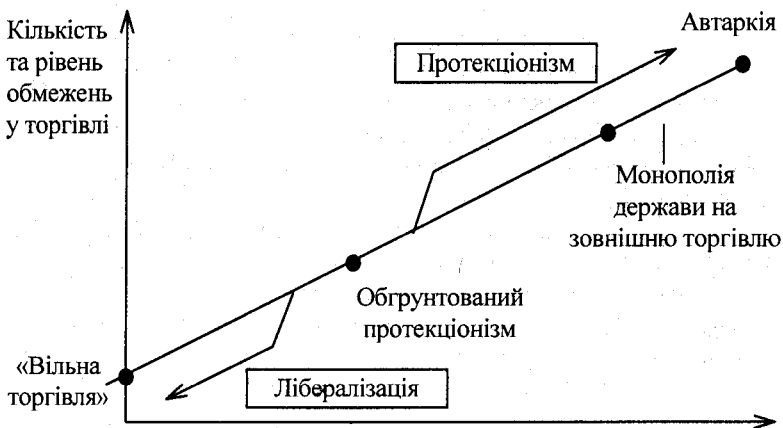 Кількість
та рівень
обмежень
у торгівлі
Автаркія
Протекціонізм
Монополія
держави на
зовнішню торгівлю
Обгрунтований
протекціонізм
«Вільна
торгівля»
Лібералізація